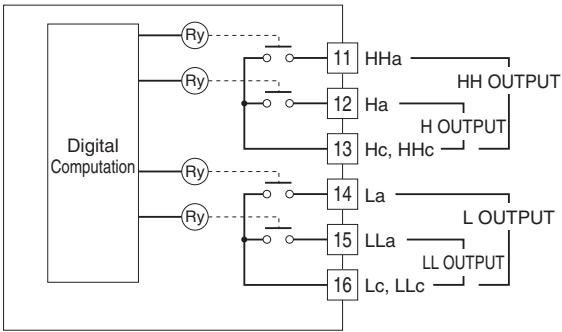 Ry
11 HHa
HH OUTPUT
Ry
12 Ha
H OUTPUT
Digital
Computation
13 Hc, HHc
Ry
14 La
L OUTPUT
Ry
15 LLa
LL OUTPUT
16 Lc, LLc